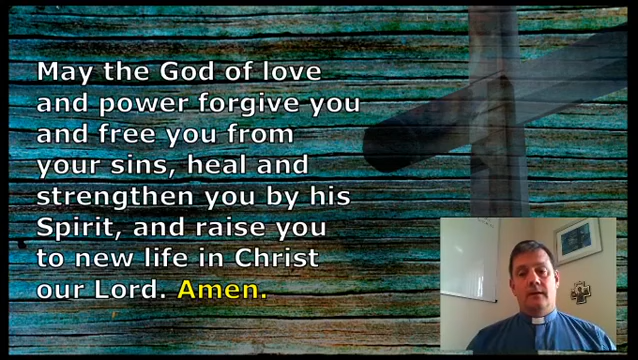 May the God of love
and power forgive you
and free you from
your sins, heal and
strengthen you by his
Spirit, and raise you
to new life in Christ
our Lord. Amen.